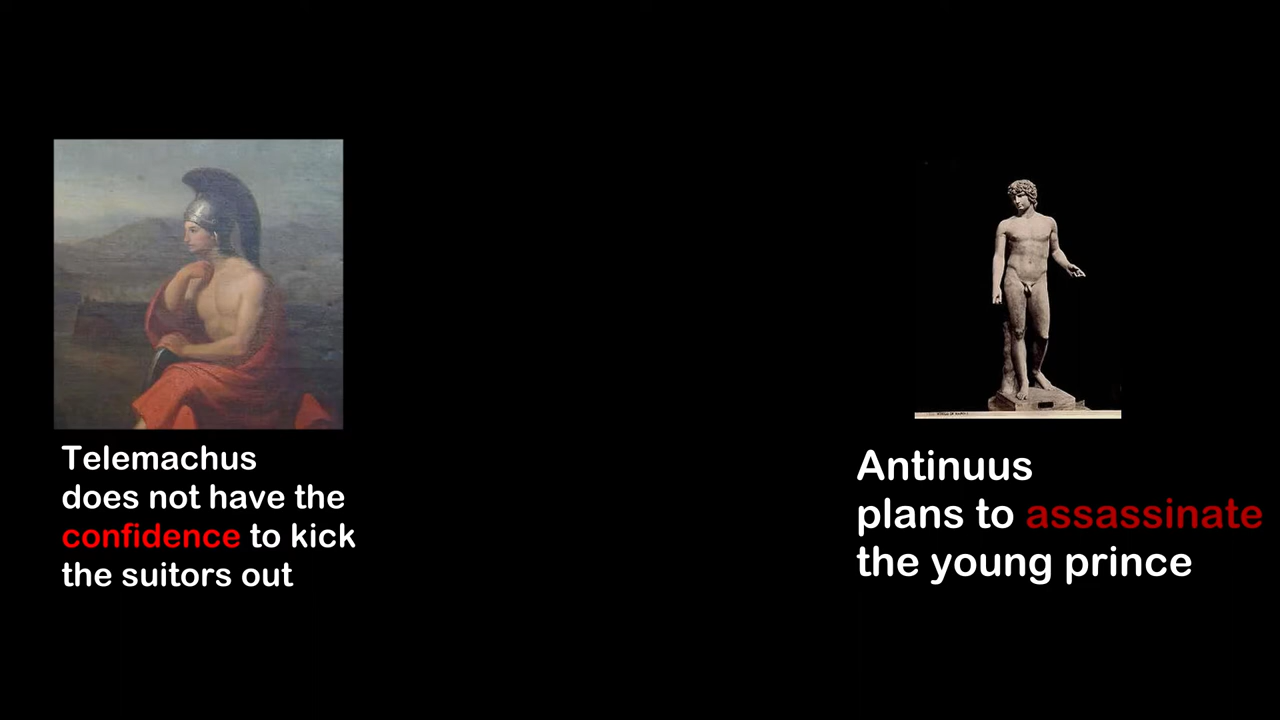 Telemachus
does not have the
confidence to kick
the suitors out
Antinuus
plans to assassinate
the young prince